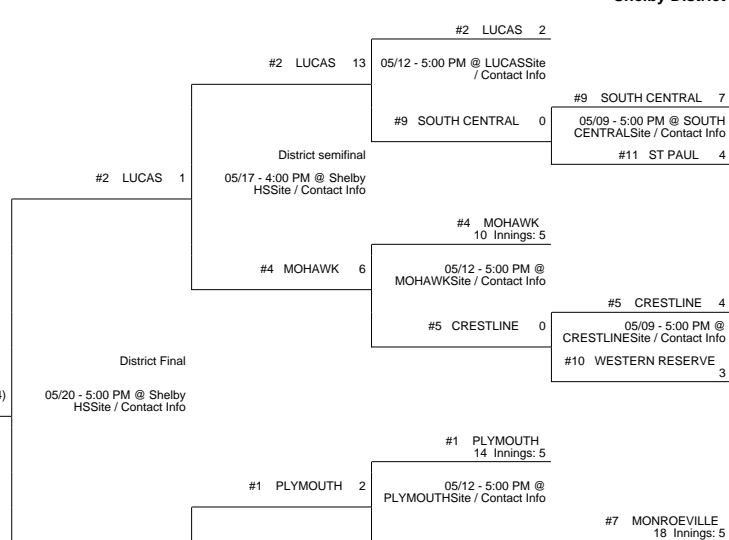 #2 LUCAS 2
#2 LUCAS 13
05/12 - 5:00 PM @ LUCASSite
/ Contact Info
#9 SOUTH CENTRAL 7
#9 SOUTH CENTRAL 0
05/09 - 5:00 PM @ SOUTH
CENTRALSite / Contact Info
District semifinal
#11 ST PAUL 4
#2 LUCAS 1
05/17 - 4:00 PM @ Shelby
HSSite / Contact Info
#4 MOHAWK
10 Innings: 5
#4 MOHAWK 6
05/12 - 5:00 PM @
MOHAWKSite / Contact Info
#5 CRESTLINE 4
#5 CRESTLINE 0
05/09 - 5:00 PM @
CRESTLINESite / Contact Info
District Final
#10 WESTERN RESERVE
3
05/20 - 5:00 PM @ Shelby
HSSite / Contact Info
#1 PLYMOUTH
14 Innings: 5
#1 PLYMOUTH 2
05/12 - 5:00 PM @
PLYMOUTHSite / Contact Info
#7 MONROEVILLE
18 Innings: 5